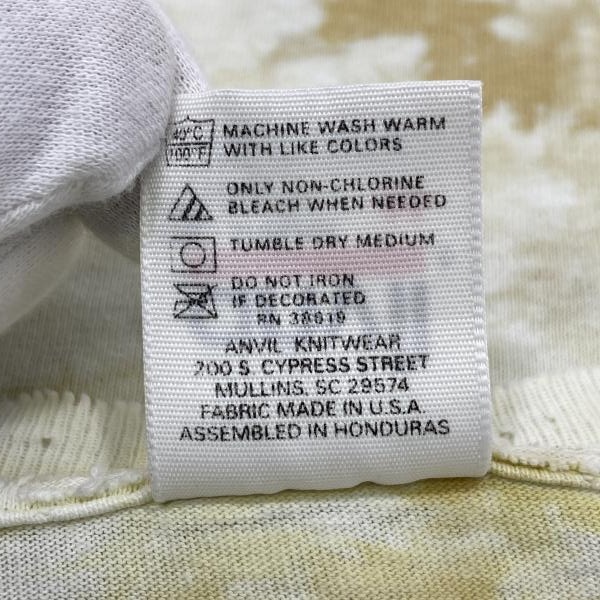 40°C
100°F
MACHINE WASH WARM
WITH LIKE COLORS
ONLY NON-CHLORINE
BLEACH WHEN NEEDED
TUMBLE DRY MEDIUM
DO NOT IRON
IF DECORATED
RN 38619
ANVIL KNITWEAR
200 S. CYPRESS STREET
MULLINS, SC 29574
FABRIC MADE IN U.S.A.
ASSEMBLED IN HONDURAS